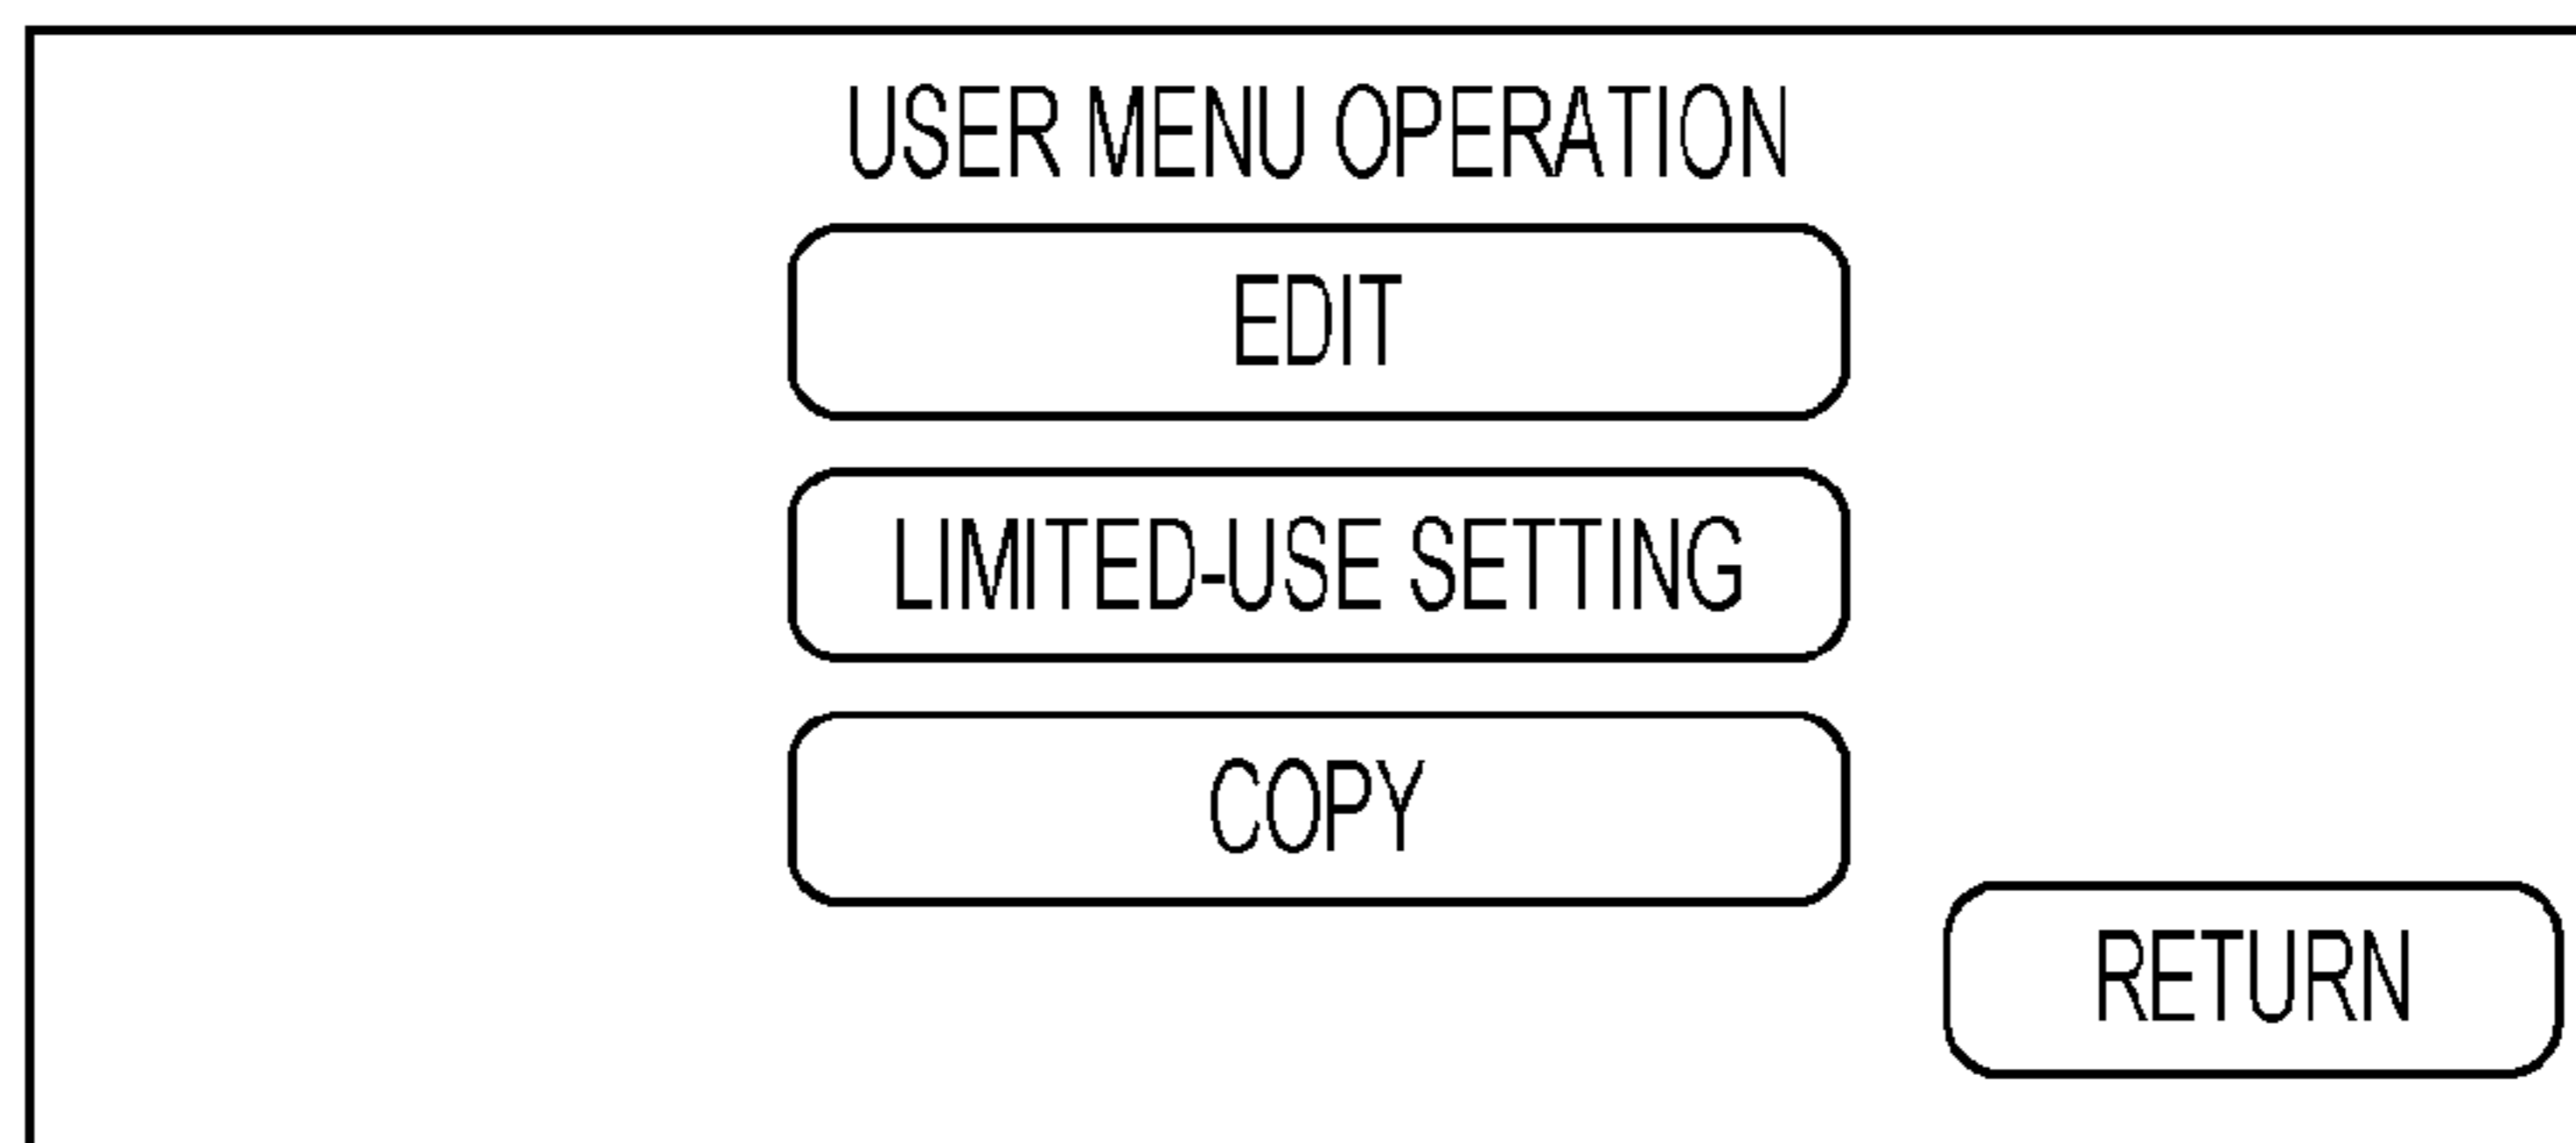 USER MENU OPERATION
EDIT
LIMITED-USE SETTING
COPY
RETURN